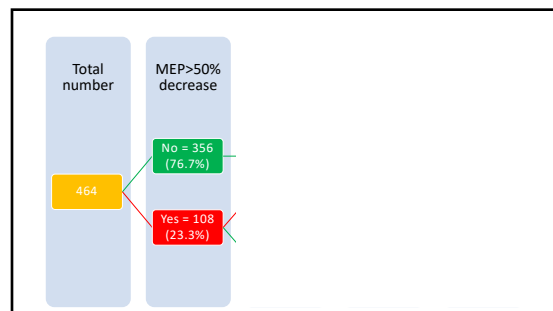 Total
number
MEP>50%
decrease
No = 356
(76.7%)
464
Yes = 108
(23.3%)